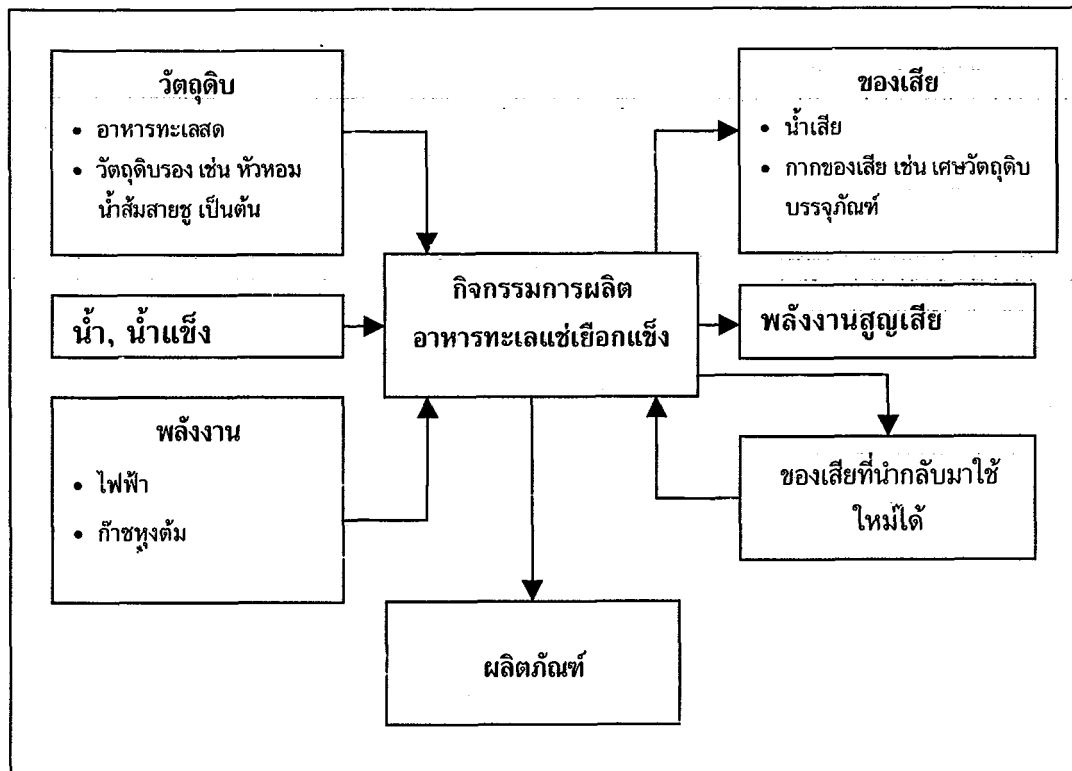 วัตถุดิบ
• อาหารทะเลสด
• วัตถุดิบรอง เช่น หัวหอม
น้ำส้มสายชู เป็นต้น
น้ำ, น้ำแข็ง
พลังงาน
• ไฟฟ้า
• ก๊าซหุงต้ม
กิจกรรมการผลิต
อาหารทะเลแช่เยือกแข็ง
ผลิตภัณฑ์
ของเสีย
• น้ำเสีย
• กากของเสีย เช่น เศษวัตถุดิบ
บรรจุภัณฑ์
พลังงานสูญเสีย
ของเสียที่นำกลับมาใช้
ใหม่ได้